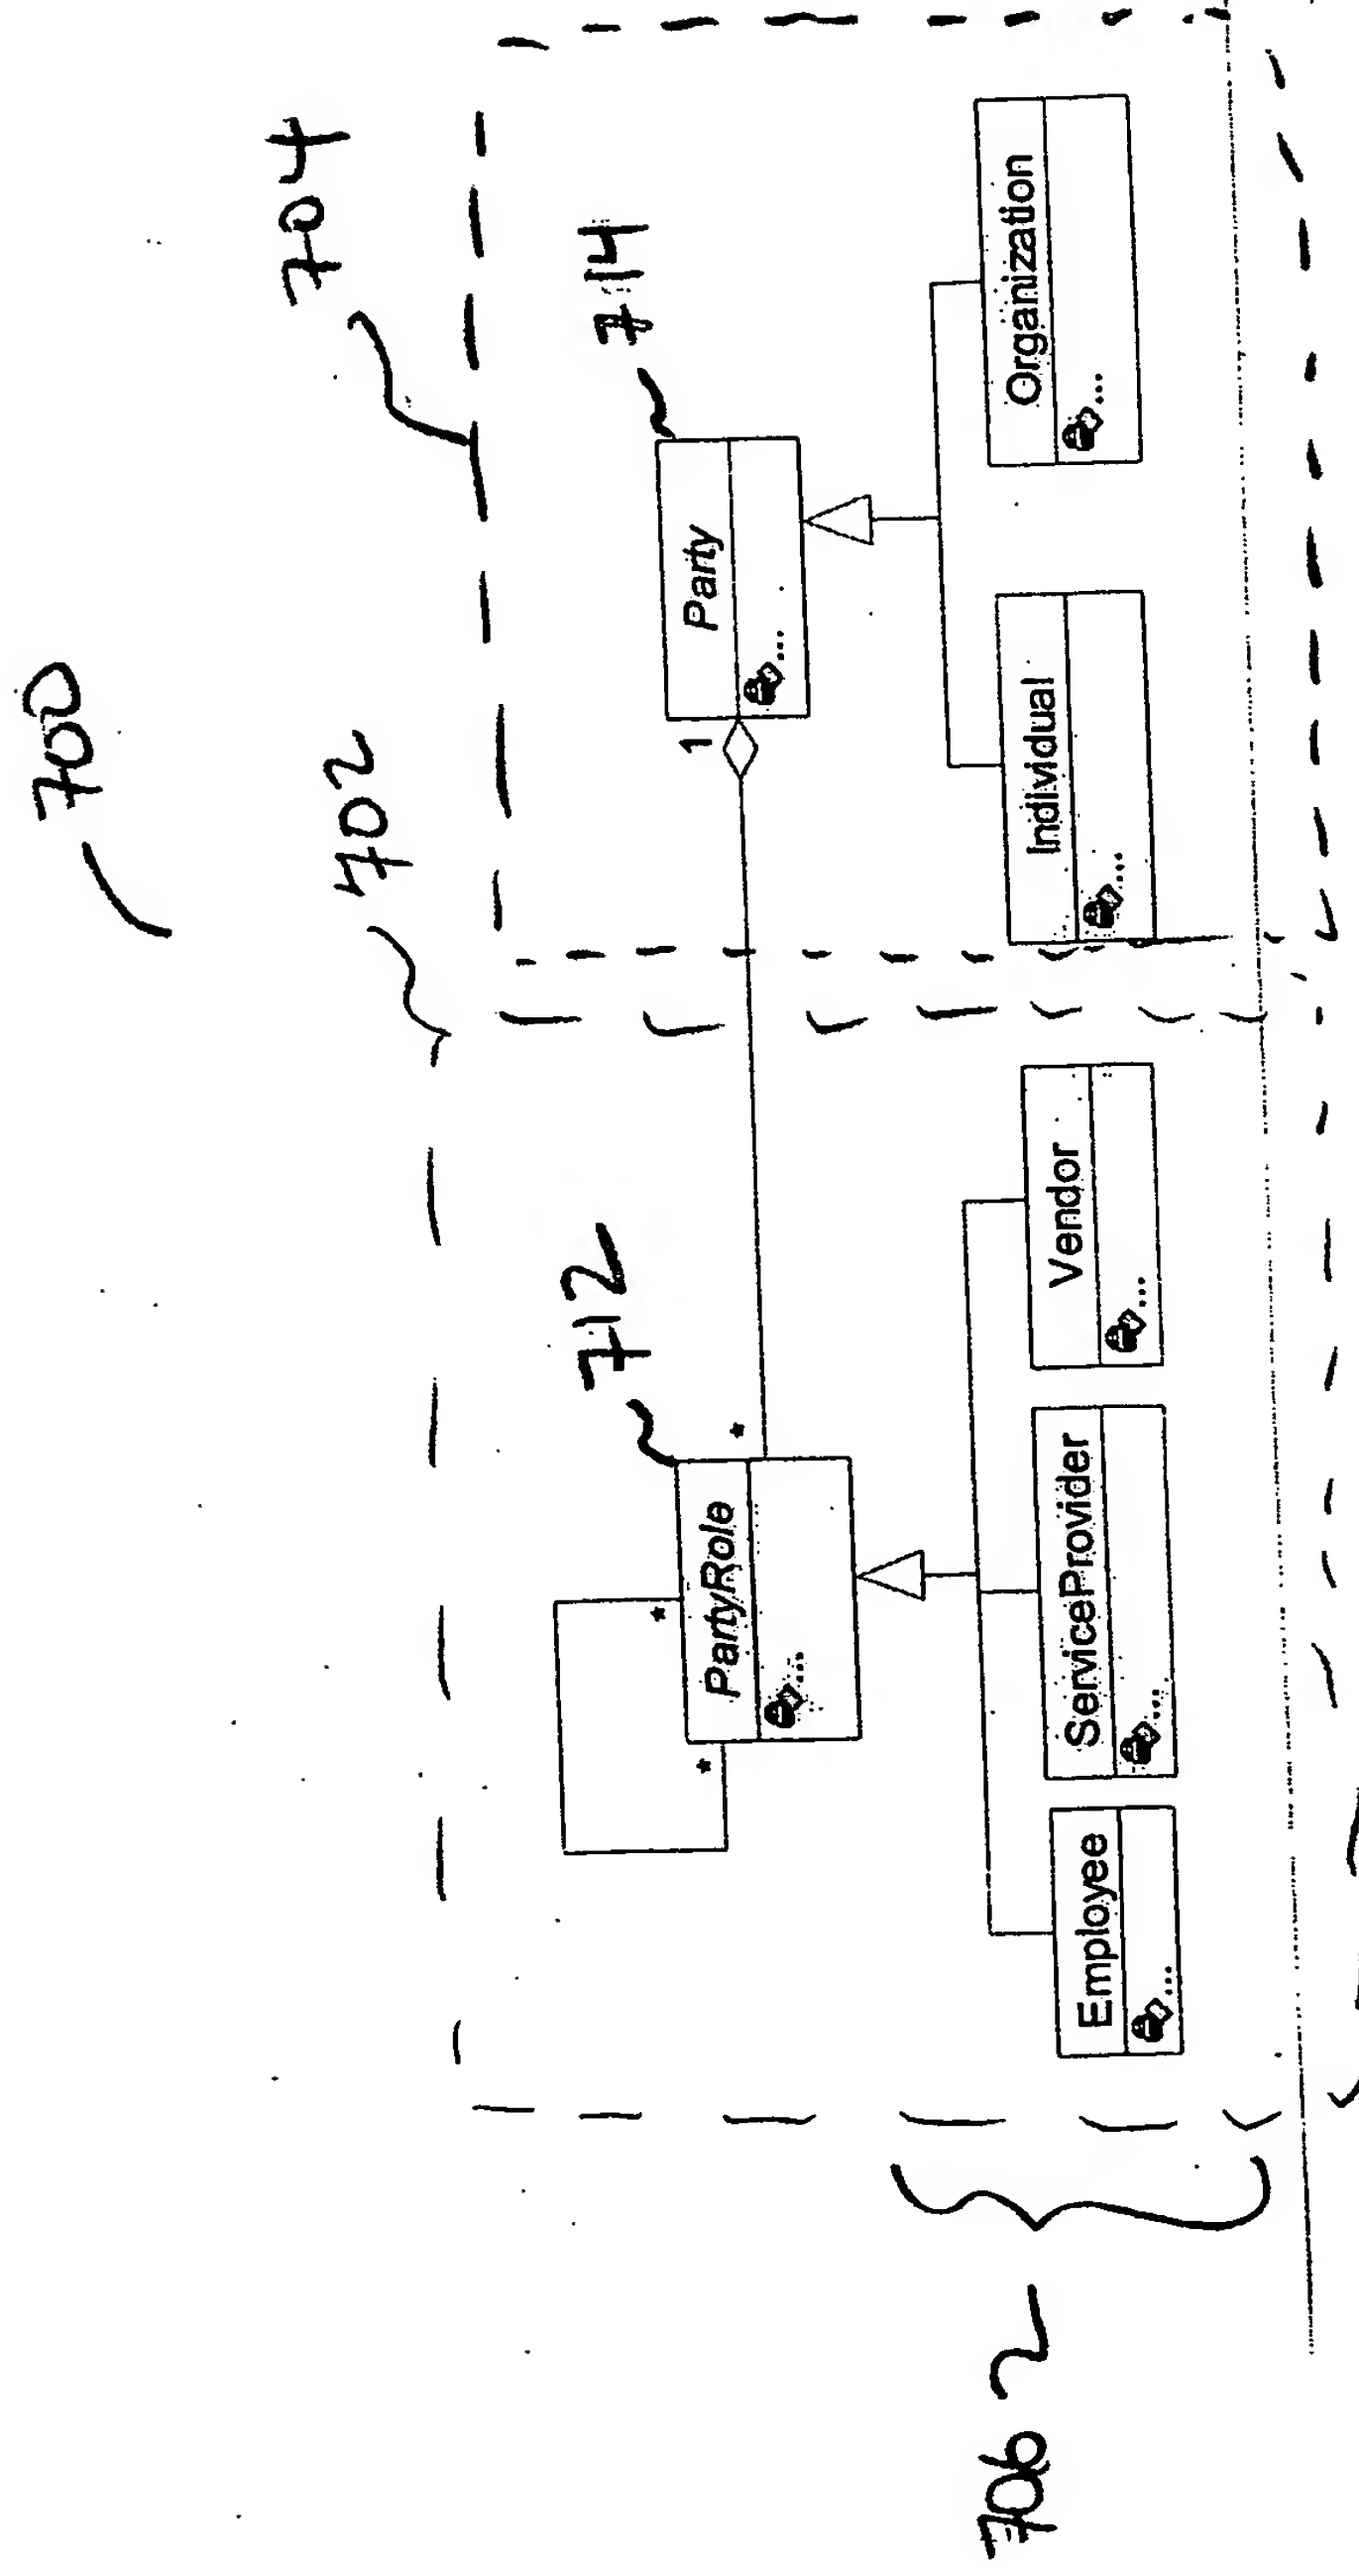 700
702
704
712
714
*
*
*
1
PartyRole
...
Party
...
Employee
...
ServiceProvider
...
Vendor
...
Individual
...
Organization
...
706